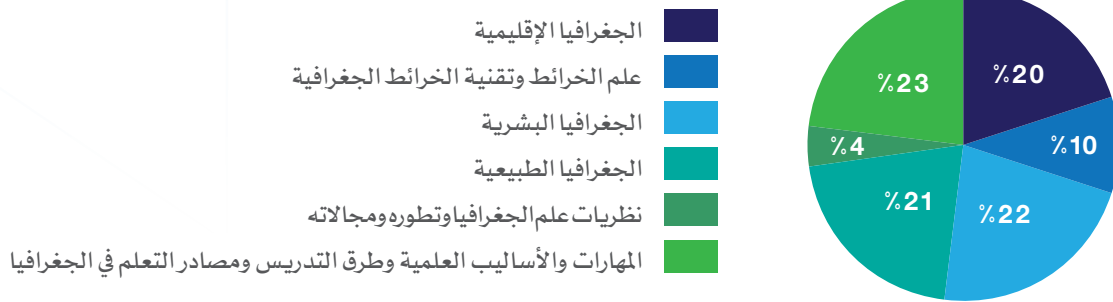 الجغرافيا الإقليمية
علم الخرائط وتقنية الخرائط الجغرافية
الجغرافيا البشرية
الجغرافيا الطبيعية
نظريات علم الجغرافيا وتطوره ومجالاته
المهارات والأساليب العلمية وطرق التدريس ومصادر التعلم في الجغرافيا
%20
%10
%22
%21
%4
%23